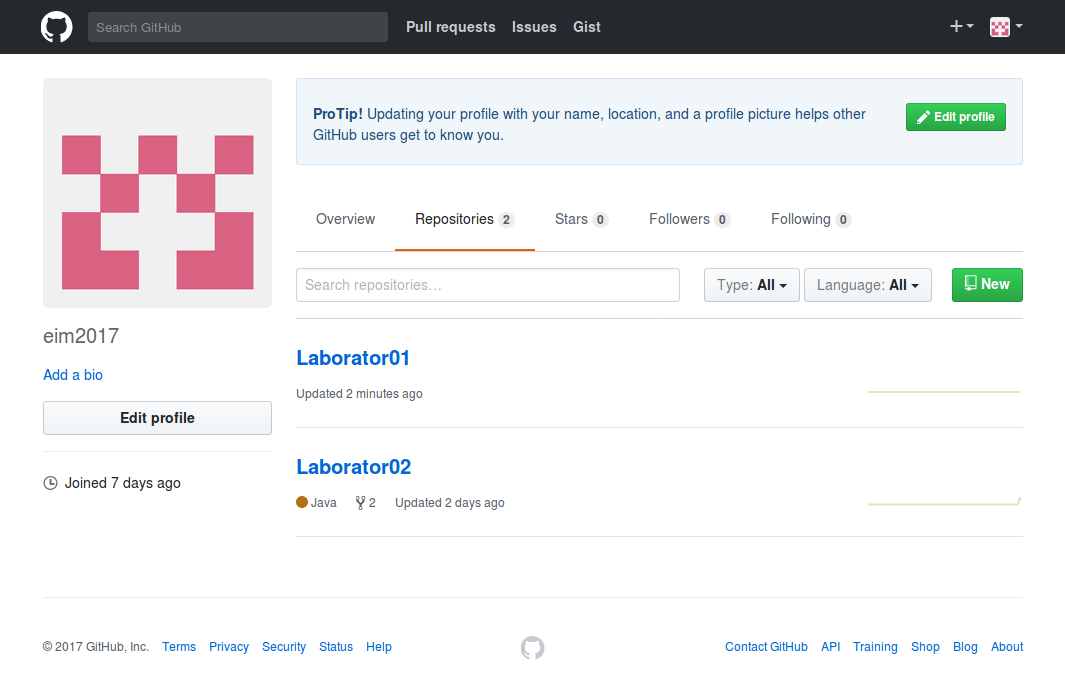 Search GitHub Pull requests Issues Gist
ProTip! Updating your profile with your name, location, and a profile picture helps other
GitHub users get to know you.
Edit profile
Overview Repositories 2 Stars 0 Followers 0 Following 0
Search repositories... Type: All Language: All New
eim2017
Add a bio
Edit profile
Joined 7 days ago
Laborator01
Updated 2 minutes ago
Laborator02
Java 2 Updated 2 days ago
© 2017 GitHub, Inc. Terms Privacy Security Status Help Contact GitHub API Training Shop Blog About